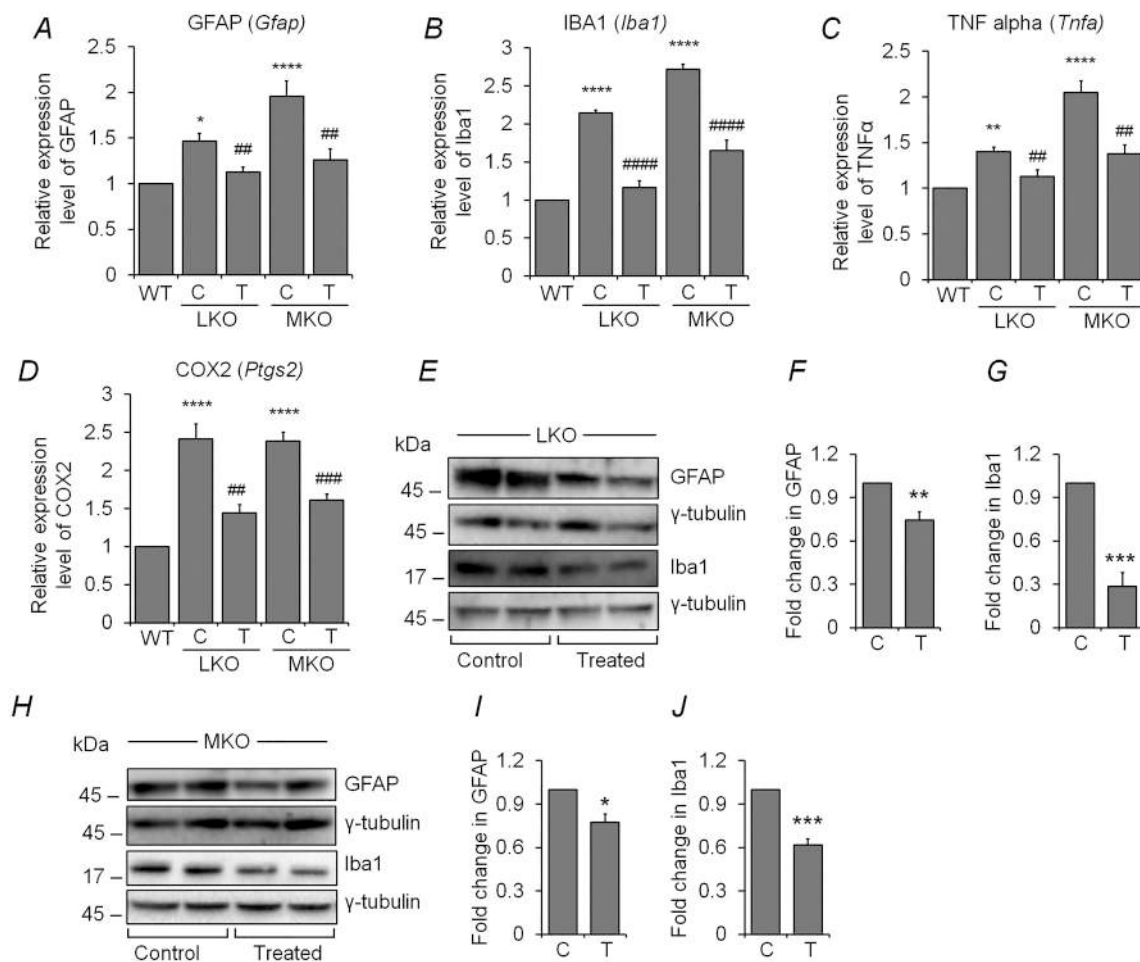 A
GFAP (Gfap)
Relative expression
level of GFAP
2.5
2
1.5
1
0.5
0
*
##
****
##
WT C T C T
LKO MKO
B
IBA1 (Iba1)
Relative expression
level of Iba1
3
2.5
2
1.5
1
0.5
0
****
####
****
####
WT C T C T
LKO MKO
C
TNF alpha (Tnfa)
Relative expression
level of TNFα
2.5
2
1.5
1
0.5
0
**
##
****
##
WT C T C T
LKO MKO
D
COX2 (Ptgs2)
Relative expression
level of COX2
3
2.5
2
1.5
1
0.5
0
****
##
****
###
WT C T C T
LKO MKO
E
LKO
kDa
GFAP
45
γ-tubulin
45
Iba1
17
γ-tubulin
45
Control Treated
F
Fold change in GFAP
1.2
0.9
0.6
0.3
0
**
C T
G
Fold change in Iba1
1.2
0.9
0.6
0.3
0
***
C T
H
MKO
kDa
GFAP
45
γ-tubulin
45
Iba1
17
γ-tubulin
45
Control Treated
I
Fold change in GFAP
1.2
0.9
0.6
0.3
0
*
C T
J
Fold change in Iba1
1.2
0.9
0.6
0.3
0
***
C T